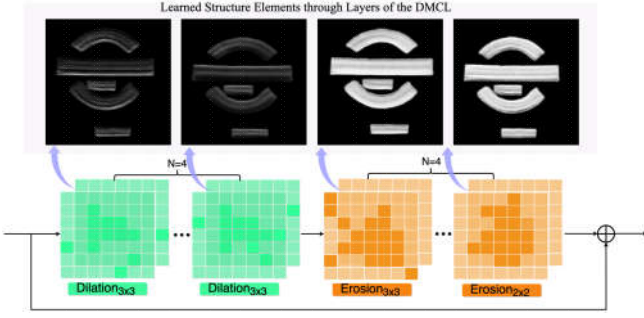 Learned Structure Elements through Layers of the DMCL
N=4
N=4
Dilation3x3
Dilation3x3
Erosion3x3
Erosion2x2